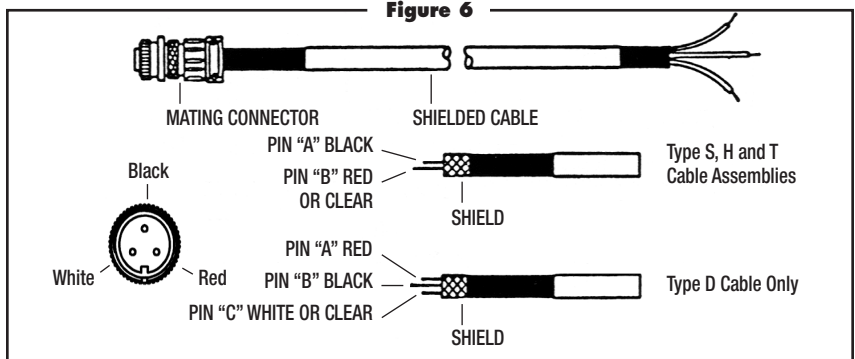 Figure 6
MATING CONNECTOR
SHIELDED CABLE
PIN “A” BLACK
PIN “B” RED
OR CLEAR
SHIELD
Type S, H and T
Cable Assemblies
Black
White
Red
PIN “A” RED
PIN “B” BLACK
PIN “C” WHITE OR CLEAR
SHIELD
Type D Cable Only